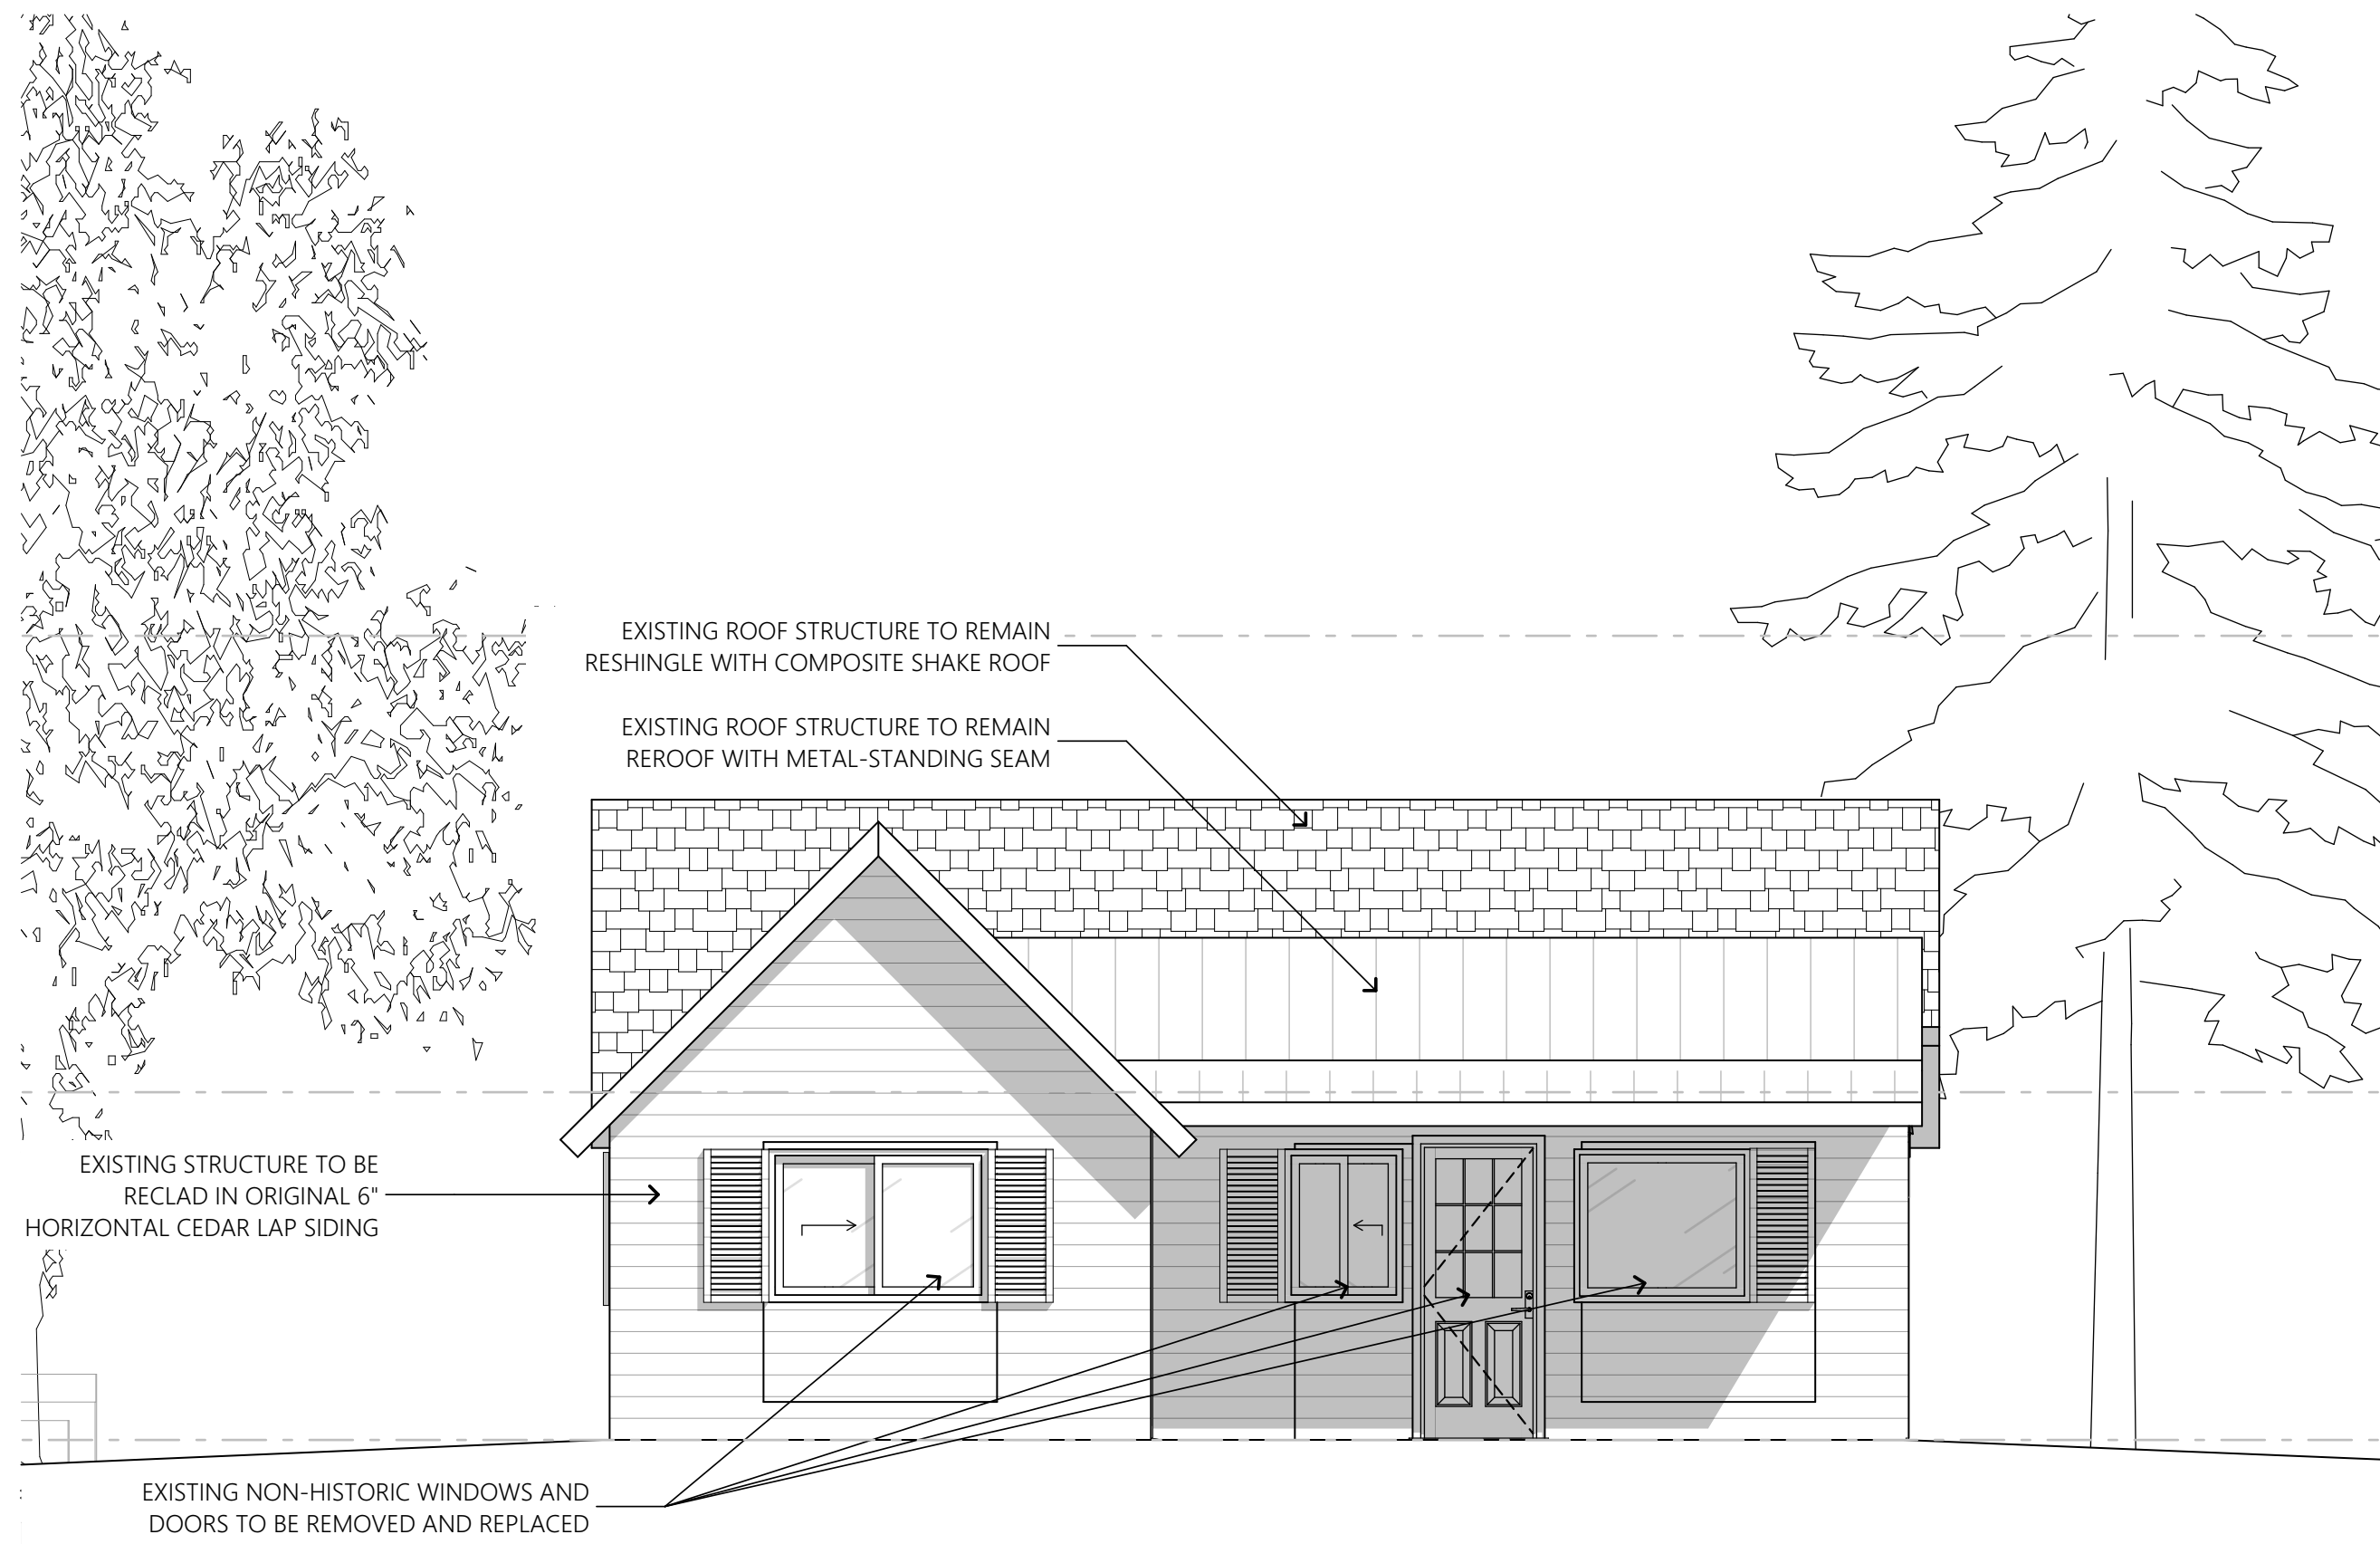 EXISTING ROOF STRUCTURE TO REMAIN
RESHINGLE WITH COMPOSITE SHAKE ROOF
EXISTING ROOF STRUCTURE TO REMAIN
REROOF WITH METAL-STANDING SEAM
EXISTING STRUCTURE TO BE
RECLAD IN ORIGINAL 6"
HORIZONTAL CEDAR LAP SIDING
EXISTING NON-HISTORIC WINDOWS AND
DOORS TO BE REMOVED AND REPLACED